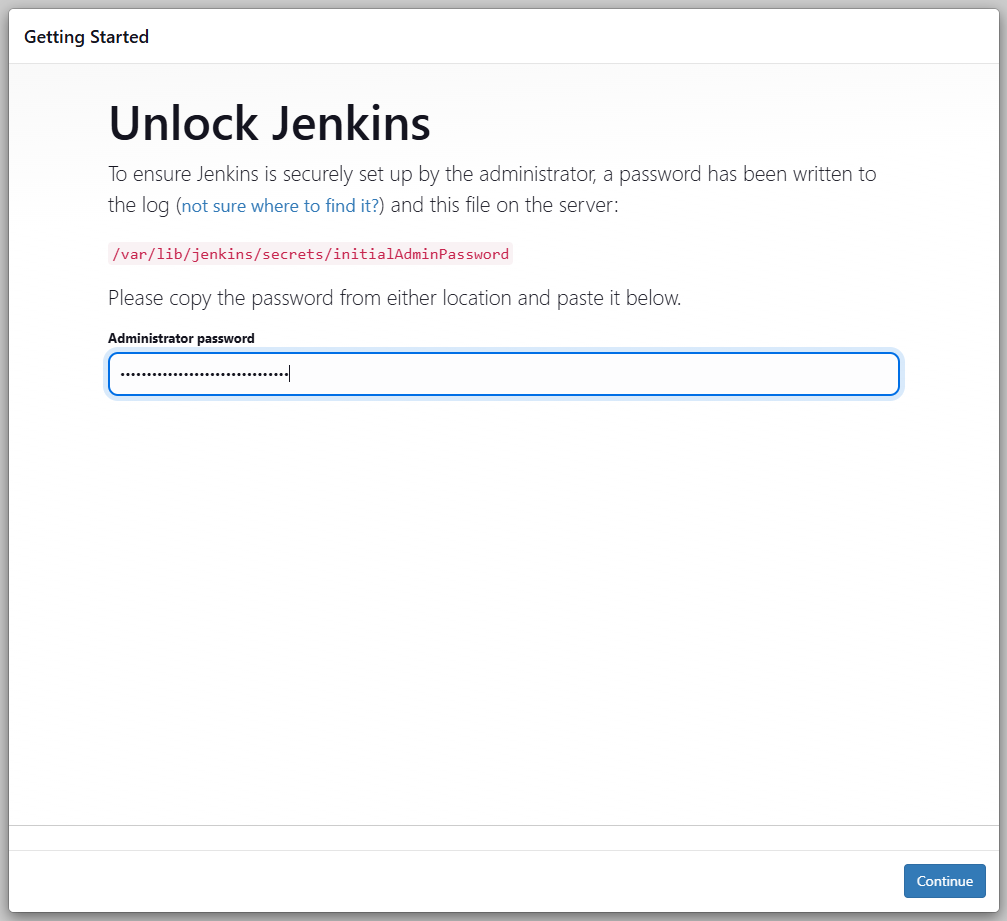 Getting Started
Unlock Jenkins
To ensure Jenkins is securely set up by the administrator, a password has been written to
the log (not sure where to find it?) and this file on the server:
/var/lib/jenkins/secrets/initialAdminPassword
Please copy the password from either location and paste it below.
Administrator password
••••••••••••••••••••••••••••••••
Continue